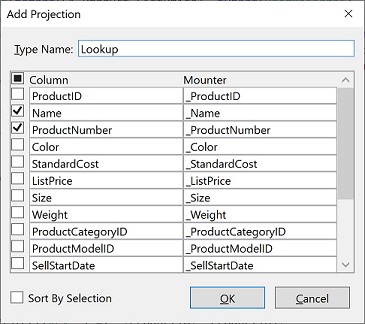 Add Projection
Type Name: Lookup
Column Mounter
ProductID _ProductID
Name _Name
ProductNumber _ProductNumber
Color _Color
StandardCost _StandardCost
ListPrice _ListPrice
Size _Size
Weight _Weight
ProductCategoryID _ProductCategoryID
ProductModelID _ProductModelID
SellStartDate _SellStartDate
Sort By Selection OK Cancel